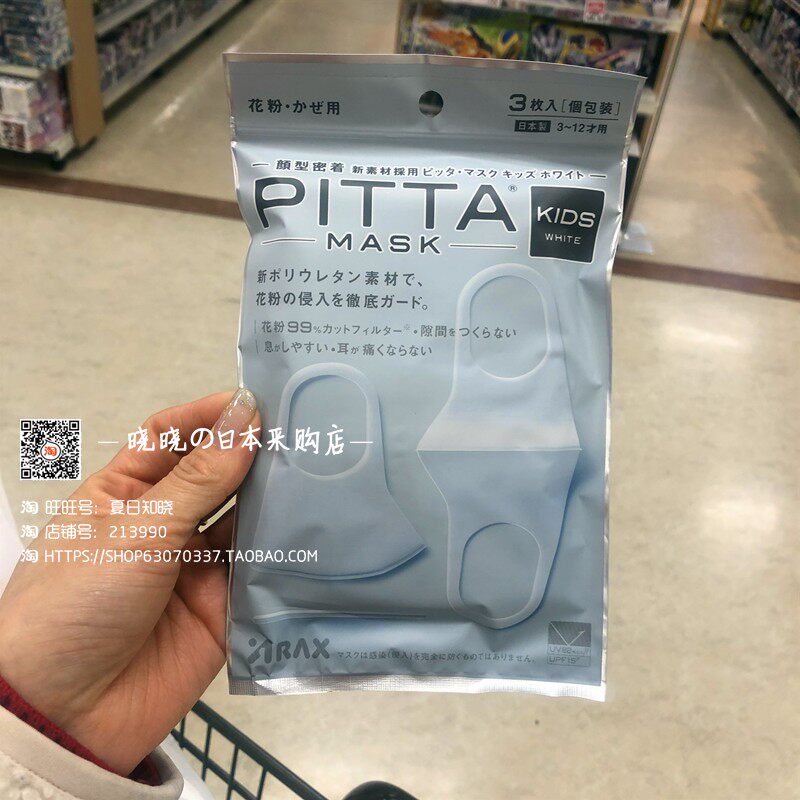 花粉・かぜ用
3枚入[個包装]
日本製 3~12才用
顔型密着 新素材採用 ピッタ・マスク キッズ ホワイト
PITTA®
MASK
KIDS
WHITE
新ポリウレタン素材で、
花粉の侵入を徹底ガード。
花粉99%カットフィルター※・隙間をつくらない
息がしやすい・耳が痛くならない
晓晓の日本采购店
淘 旺旺号：夏日知晓
淘 店铺号：213990
淘 HTTPS://SHOP63070337.TAOBAO.COM
ARAX
マスクは感染(侵入)を完全に防ぐものではありません。